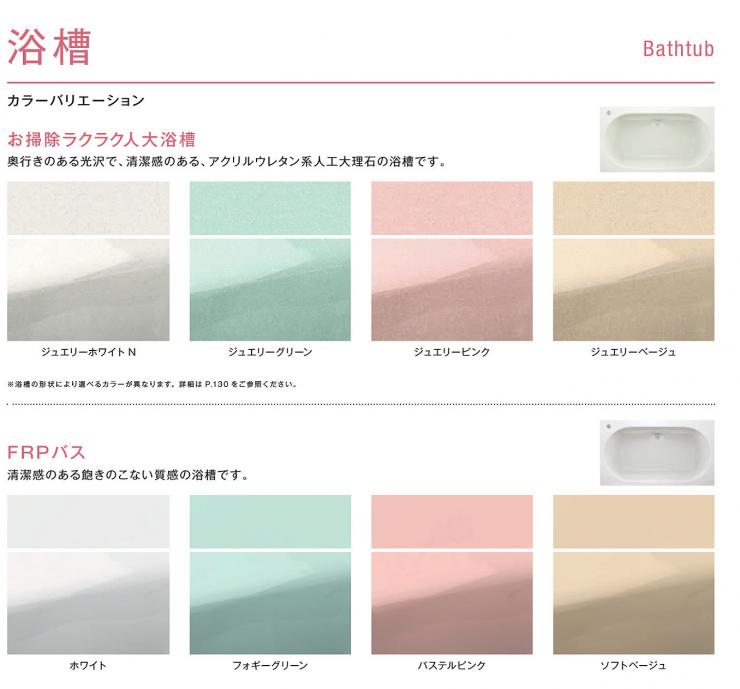 浴槽
Bathtub
カラーバリエーション
お掃除ラクラク人大浴槽
奥行きのある光沢で、清潔感のある、アクリルウレタン系人工大理石の浴槽です。
ジュエリーホワイトN
ジュエリーグリーン
ジュエリーピンク
ジュエリーベージュ
※浴槽の形状により選べるカラーが異なります。詳細はP.130をご参照ください。
FRPバス
清潔感のある飽きのこない質感の浴槽です。
ホワイト
フォギーグリーン
パステルピンク
ソフトベージュ